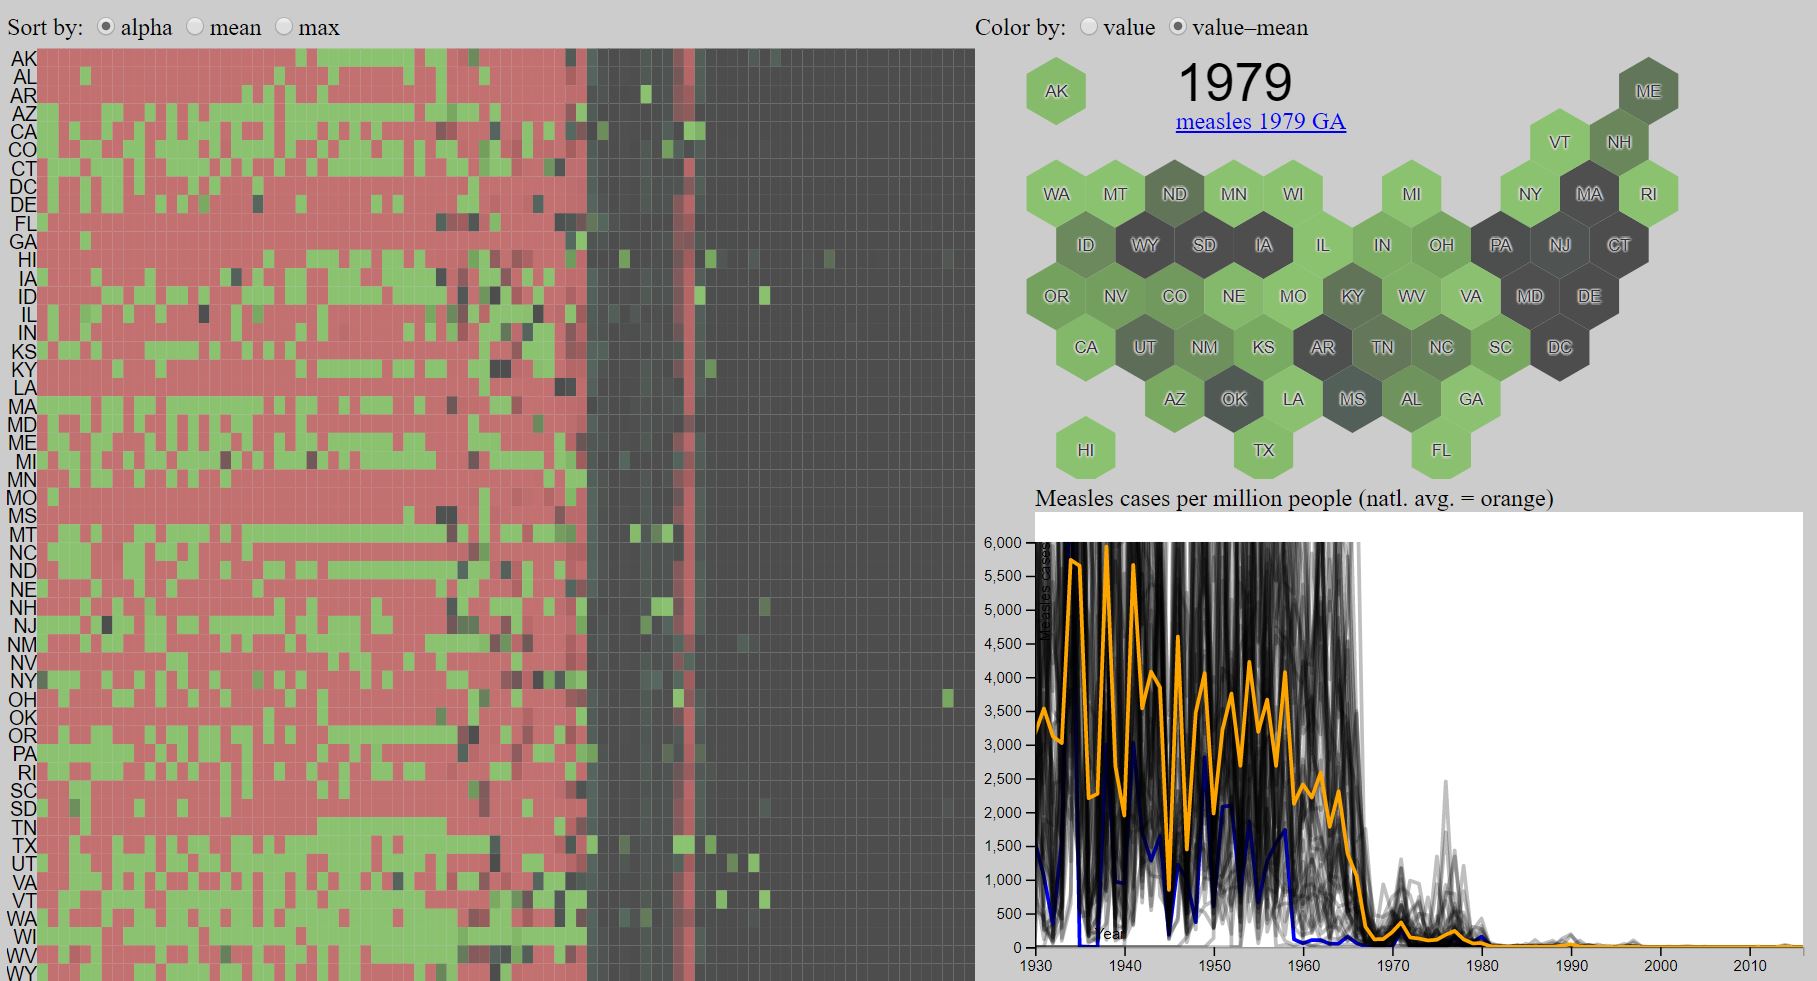 Sort by: alpha mean max
Color by: value value–mean
AK
AL
AR
AZ
CA
CO
CT
DC
DE
FL
GA
HI
IA
ID
IL
IN
KS
KY
LA
MA
MD
ME
MI
MN
MO
MS
MT
NC
ND
NE
NH
NJ
NM
NV
NY
OH
OK
OR
PA
RI
SC
SD
TN
TX
UT
VA
VT
WA
WI
WV
WY
1979
measles 1979 GA
AK ME
VT NH
WA MT ND MN WI MI NY MA RI
ID WY SD IA IL IN OH PA NJ CT
OR NV CO NE MO KY WV VA MD DE
CA UT NM KS AR TN NC SC DC
AZ OK LA MS AL GA
HI TX FL
Measles cases per million people (natl. avg. = orange)
Measles cases
6,000
5,500
5,000
4,500
4,000
3,500
3,000
2,500
2,000
1,500
1,000
500
0
Year
1930 1940 1950 1960 1970 1980 1990 2000 2010